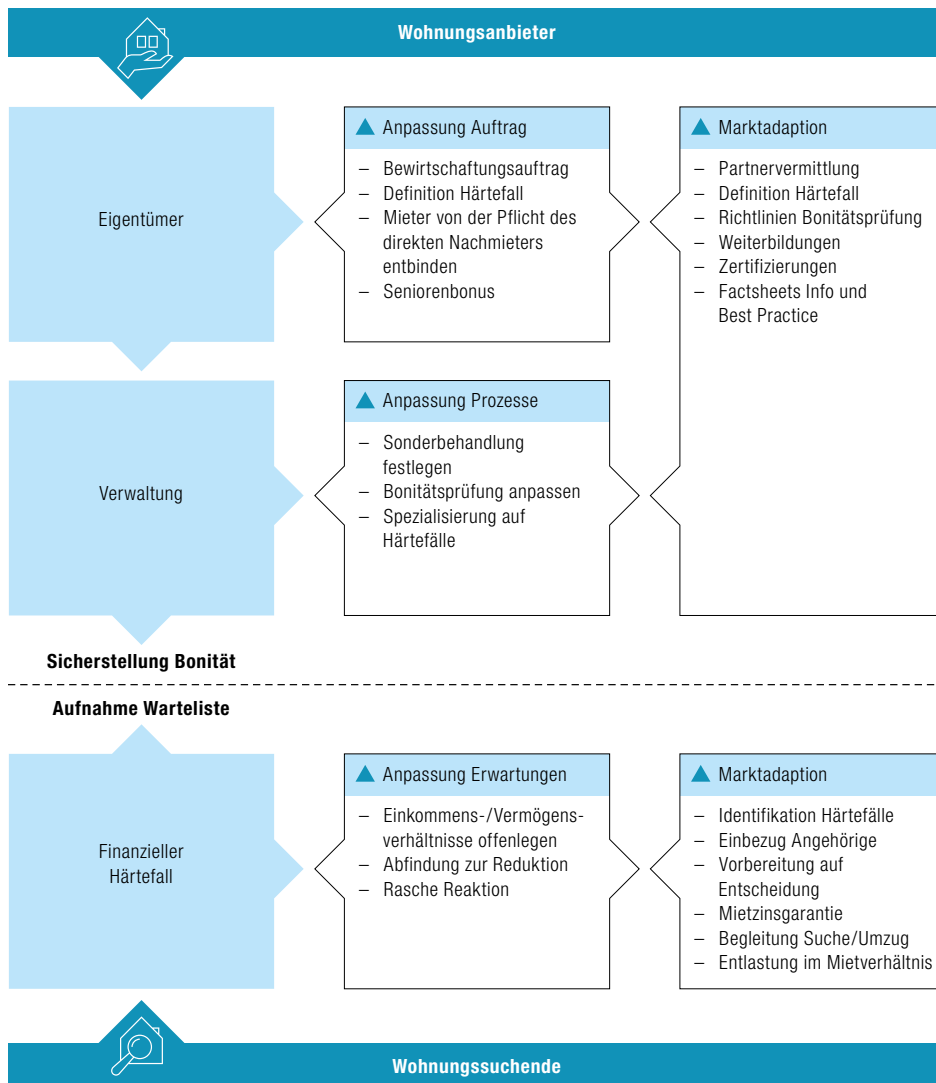 Wohnungsanbieter
Eigentümer
Anpassung Auftrag
– Bewirtschaftungsauftrag
– Definition Härtefall
– Mieter von der Pflicht des
direkten Nachmieters
entbinden
– Seniorenbonus
Marktadaption
– Partnervermittlung
– Definition Härtefall
– Richtlinien Bonitätsprüfung
– Weiterbildungen
– Zertifizierungen
– Factsheets Info und
Best Practice
Verwaltung
Anpassung Prozesse
– Sonderbehandlung
festlegen
– Bonitätsprüfung anpassen
– Spezialisierung auf
Härtefälle
Sicherstellung Bonität
Aufnahme Warteliste
Finanzieller
Härtefall
Anpassung Erwartungen
– Einkommens-/Vermögens-
verhältnisse offenlegen
– Abfindung zur Reduktion
– Rasche Reaktion
Marktadaption
– Identifikation Härtefälle
– Einbezug Angehörige
– Vorbereitung auf
Entscheidung
– Mietzinsgarantie
– Begleitung Suche/Umzug
– Entlastung im Mietverhältnis
Wohnungssuchende